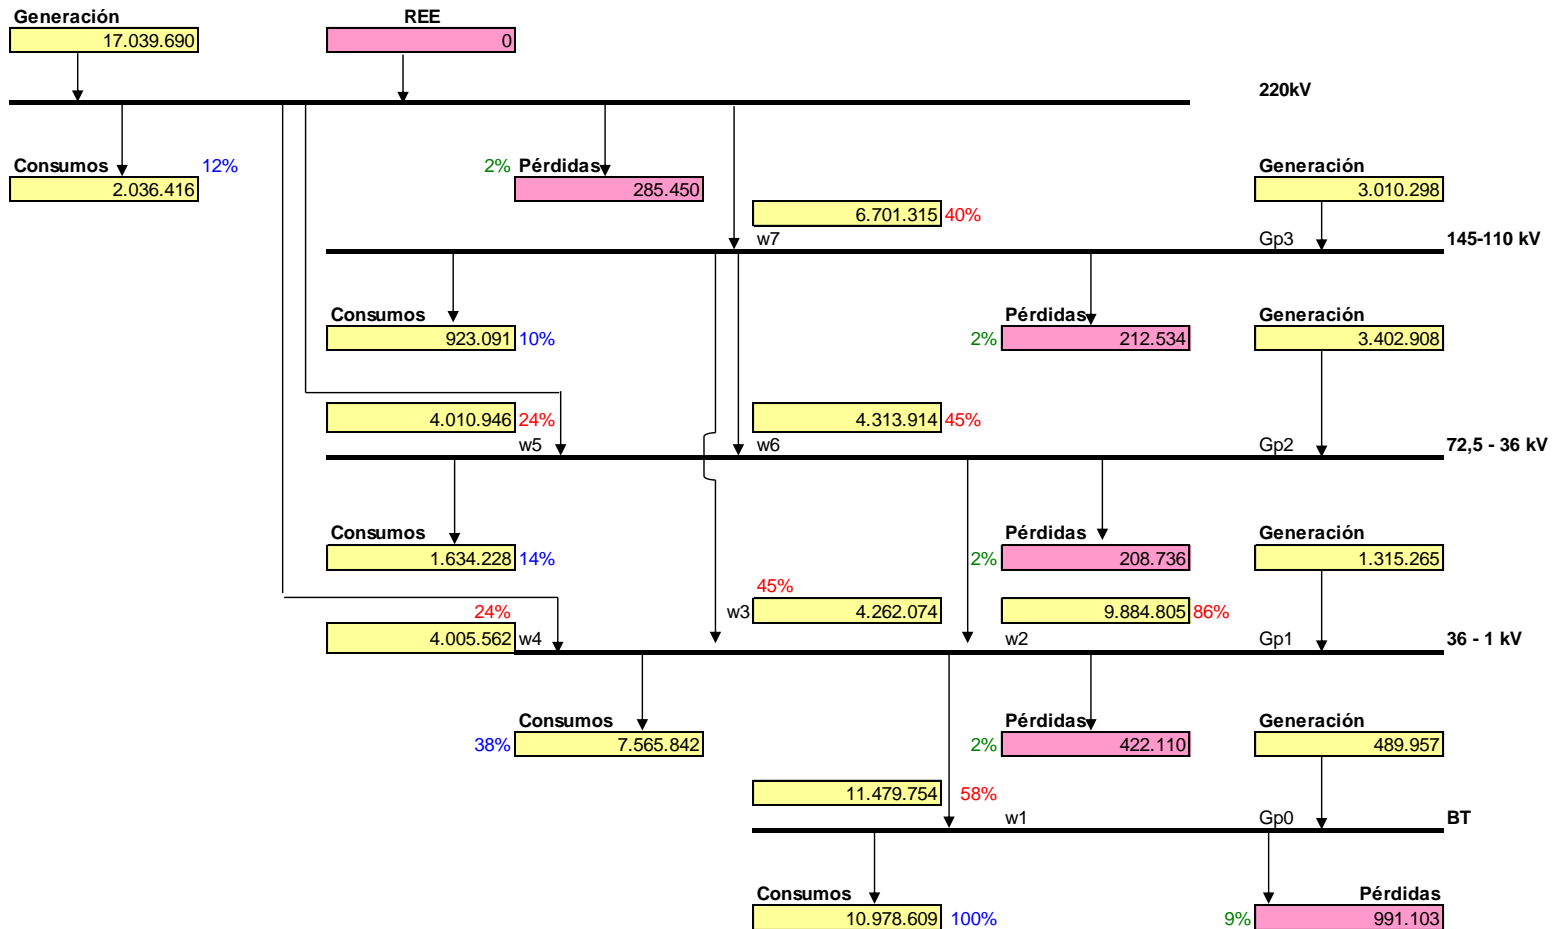 Generación REE
17.039.690 0
220kV
Consumos 12% 2% Pérdidas Generación
2.036.416 285.450 3.010.298
6.701.315 40%
w7 Gp3 145-110 kV
Consumos Pérdidas Generación
923.091 10% 2% 212.534 3.402.908
4.010.946 24% 4.313.914 45%
w5 w6 Gp2 72,5 - 36 kV
Consumos Pérdidas Generación
1.634.228 14% 2% 208.736 1.315.265
45%
24% w3 4.262.074 9.884.805 86%
4.005.562 w4 w2 Gp1 36 - 1 kV
Consumos Pérdidas Generación
38% 7.565.842 2% 422.110 489.957
11.479.754 58%
w1 Gp0 BT
Consumos Pérdidas
10.978.609 100% 9% 991.103